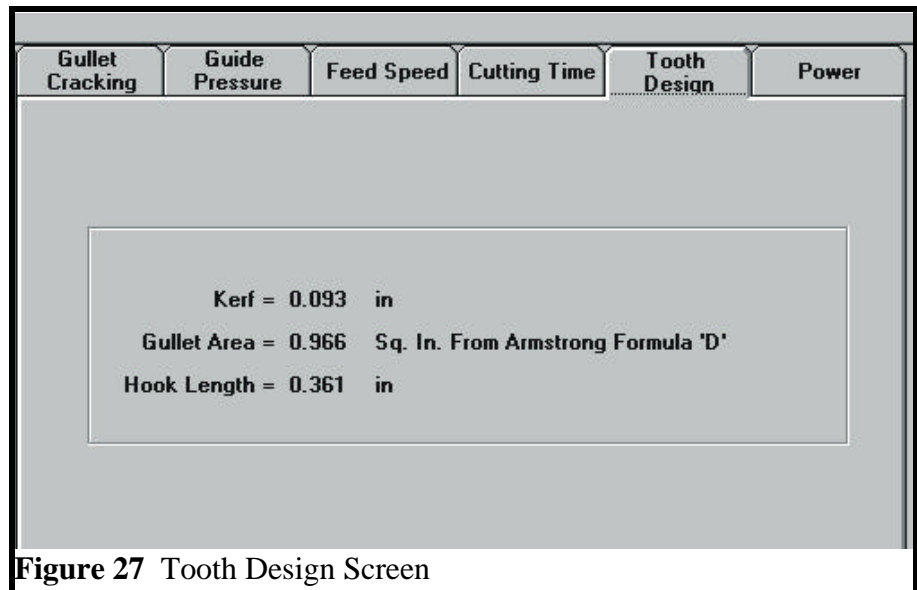 Gullet Cracking
Guide Pressure
Feed Speed
Cutting Time
Tooth Design
Power
Kerf = 0.093 in
Gullet Area = 0.966 Sq. In. From Armstrong Formula 'D'
Hook Length = 0.361 in
Figure 27 Tooth Design Screen